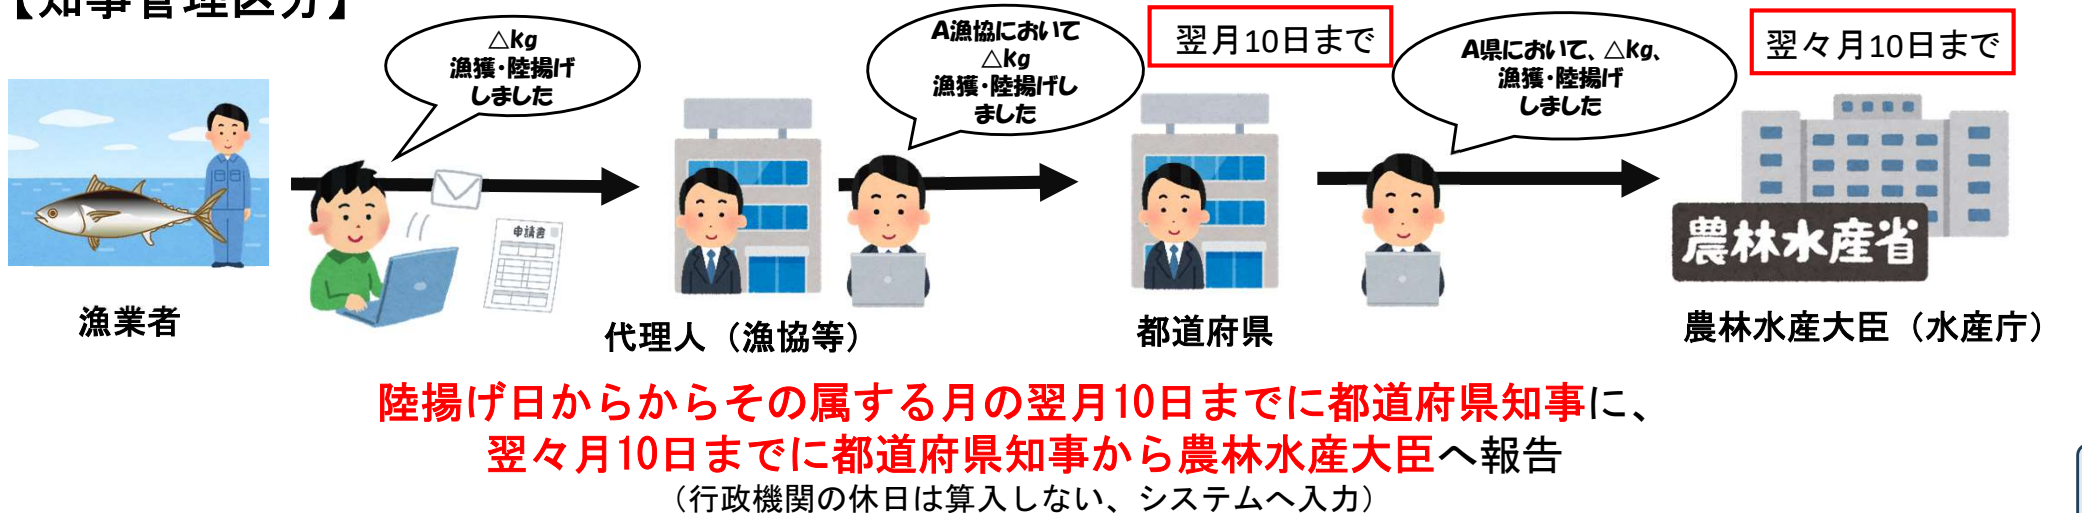 【知事管理区分】
△kg
漁獲・陸揚げ
しました
A漁協において
△kg
漁獲・陸揚げし
ました
翌月10日まで
A県において、△kg、
漁獲・陸揚げ
しました
翌々月10日まで
申請書
農林水産省
漁業者
代理人（漁協等）
都道府県
農林水産大臣（水産庁）
陸揚げ日からからその属する月の翌月10日までに都道府県知事に、
翌々月10日までに都道府県知事から農林水産大臣へ報告
（行政機関の休日は算入しない、システムへ入力）